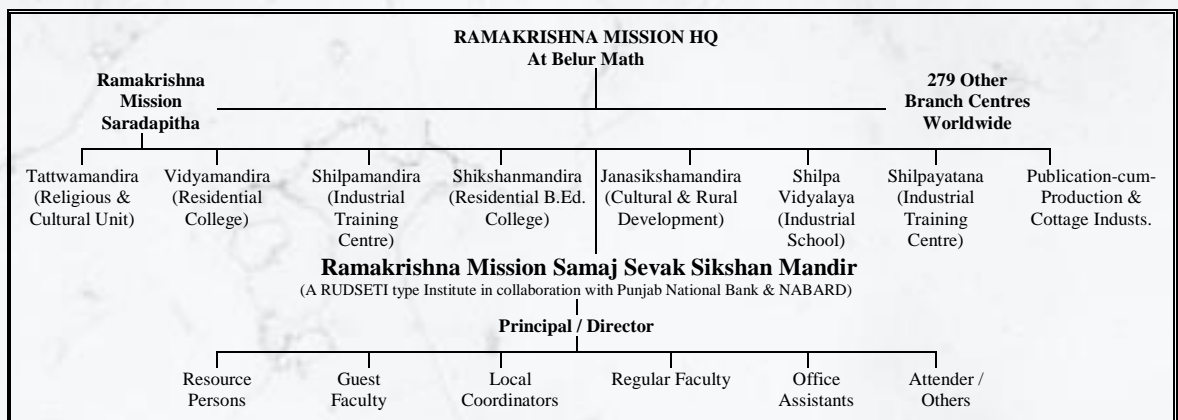 RAMAKRISHNA MISSION HQ
At Belur Math
Ramakrishna
Mission
Saradapitha
279 Other
Branch Centres
Worldwide
Tattwamandira
(Religious &
Cultural Unit)
Vidyamandira
(Residential
College)
Shilpamandira
(Industrial
Training
Centre)
Shikshanmandira
(Residential B.Ed.
College)
Janasikshamandira
(Cultural & Rural
Development)
Shilpa
Vidyalaya
(Industrial
School)
Shilpayatana
(Industrial
Training
Centre)
Publication-cum-
Production &
Cottage Industs.
Ramakrishna Mission Samaj Sevak Sikshan Mandir
(A RUDSETI type Institute in collaboration with Punjab National Bank & NABARD)
Principal / Director
Resource
Persons
Guest
Faculty
Local
Coordinators
Regular Faculty
Office
Assistants
Attender /
Others